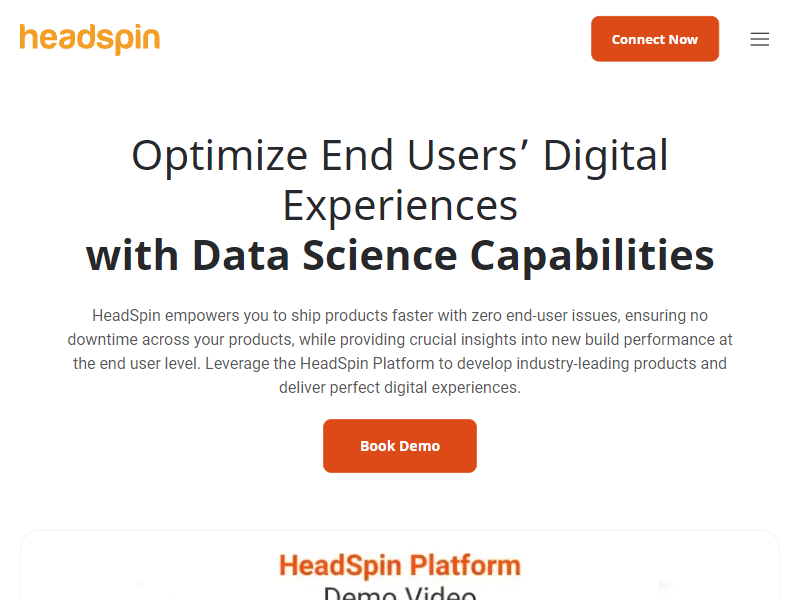 headspin
Connect Now
Optimize End Users’ Digital
Experiences
with Data Science Capabilities
HeadSpin empowers you to ship products faster with zero end-user issues, ensuring no
downtime across your products, while providing crucial insights into new build performance at
the end user level. Leverage the HeadSpin Platform to develop industry-leading products and
deliver perfect digital experiences.
Book Demo
HeadSpin Platform
Demo Video